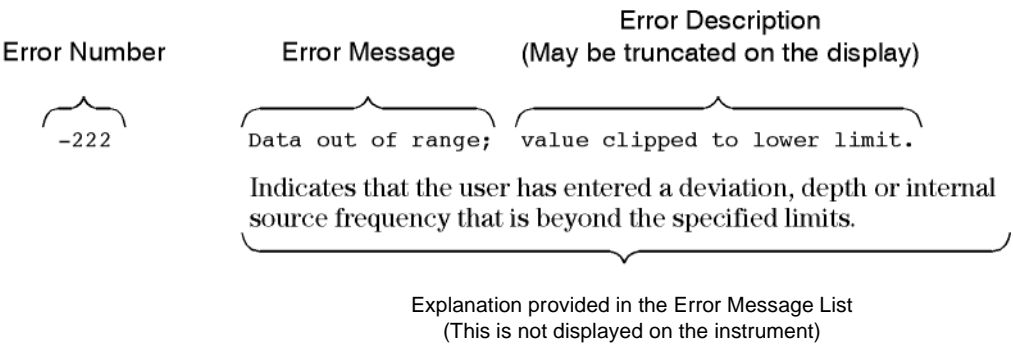 Error Description
Error Number Error Message (May be truncated on the display)
-222 Data out of range; value clipped to lower limit.
Indicates that the user has entered a deviation, depth or internal
source frequency that is beyond the specified limits.
Explanation provided in the Error Message List
(This is not displayed on the instrument)